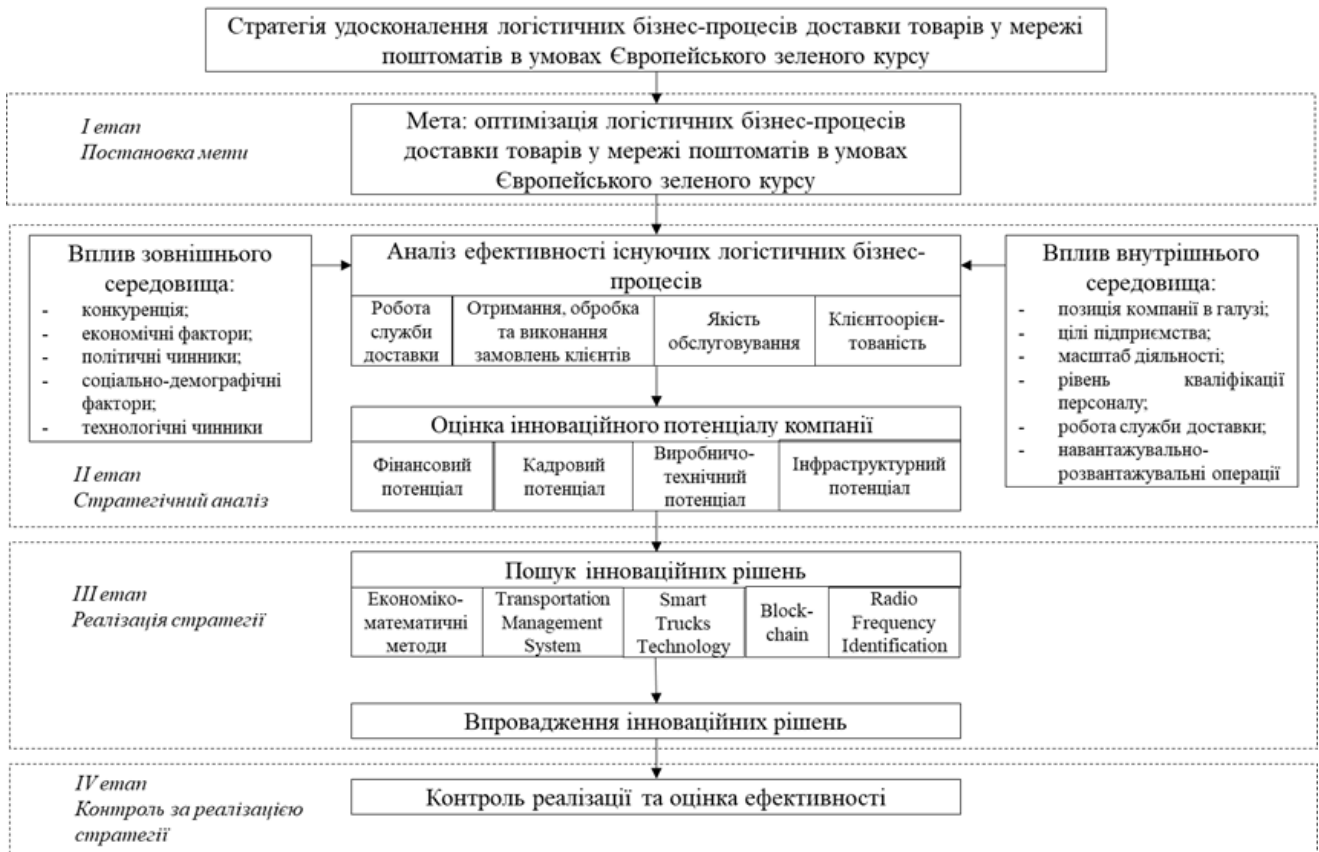 Стратегія удосконалення логістичних бізнес-процесів доставки товарів у мережі
поштоматів в умовах Європейського зеленого курсу
I етап
Постановка мети
Мета: оптимізація логістичних бізнес-процесів
доставки товарів у мережі поштоматів в умовах
Європейського зеленого курсу
Вплив зовнішнього
середовища:
- конкуренція;
- економічні фактори;
- політичні чинники;
- соціально-демографічні
фактори;
- технологічні чинники
Аналіз ефективності існуючих логістичних бізнес-
процесів
Робота
служби
доставки
Отримання, обробка
та виконання
замовлень клієнтів
Якість
обслуговування
Клієнтоорієн-
тованість
Вплив внутрішнього
середовища:
- позиція компанії в галузі;
- цілі підприємства;
- масштаб діяльності;
- рівень кваліфікації
персоналу;
- робота служби доставки;
- навантажувально-
розвантажувальні операції
Оцінка інноваційного потенціалу компанії
Фінансовий
потенціал
Кадровий
потенціал
Виробничо-
технічний
потенціал
Інфраструктурний
потенціал
II етап
Стратегічний аналіз
III етап
Реалізація стратегії
Пошук інноваційних рішень
Економіко-
математичні
методи
Transportation
Management
System
Smart
Trucks
Technology
Block-
chain
Radio
Frequency
Identification
Впровадження інноваційних рішень
IV етап
Контроль за реалізацією
стратегії
Контроль реалізації та оцінка ефективності